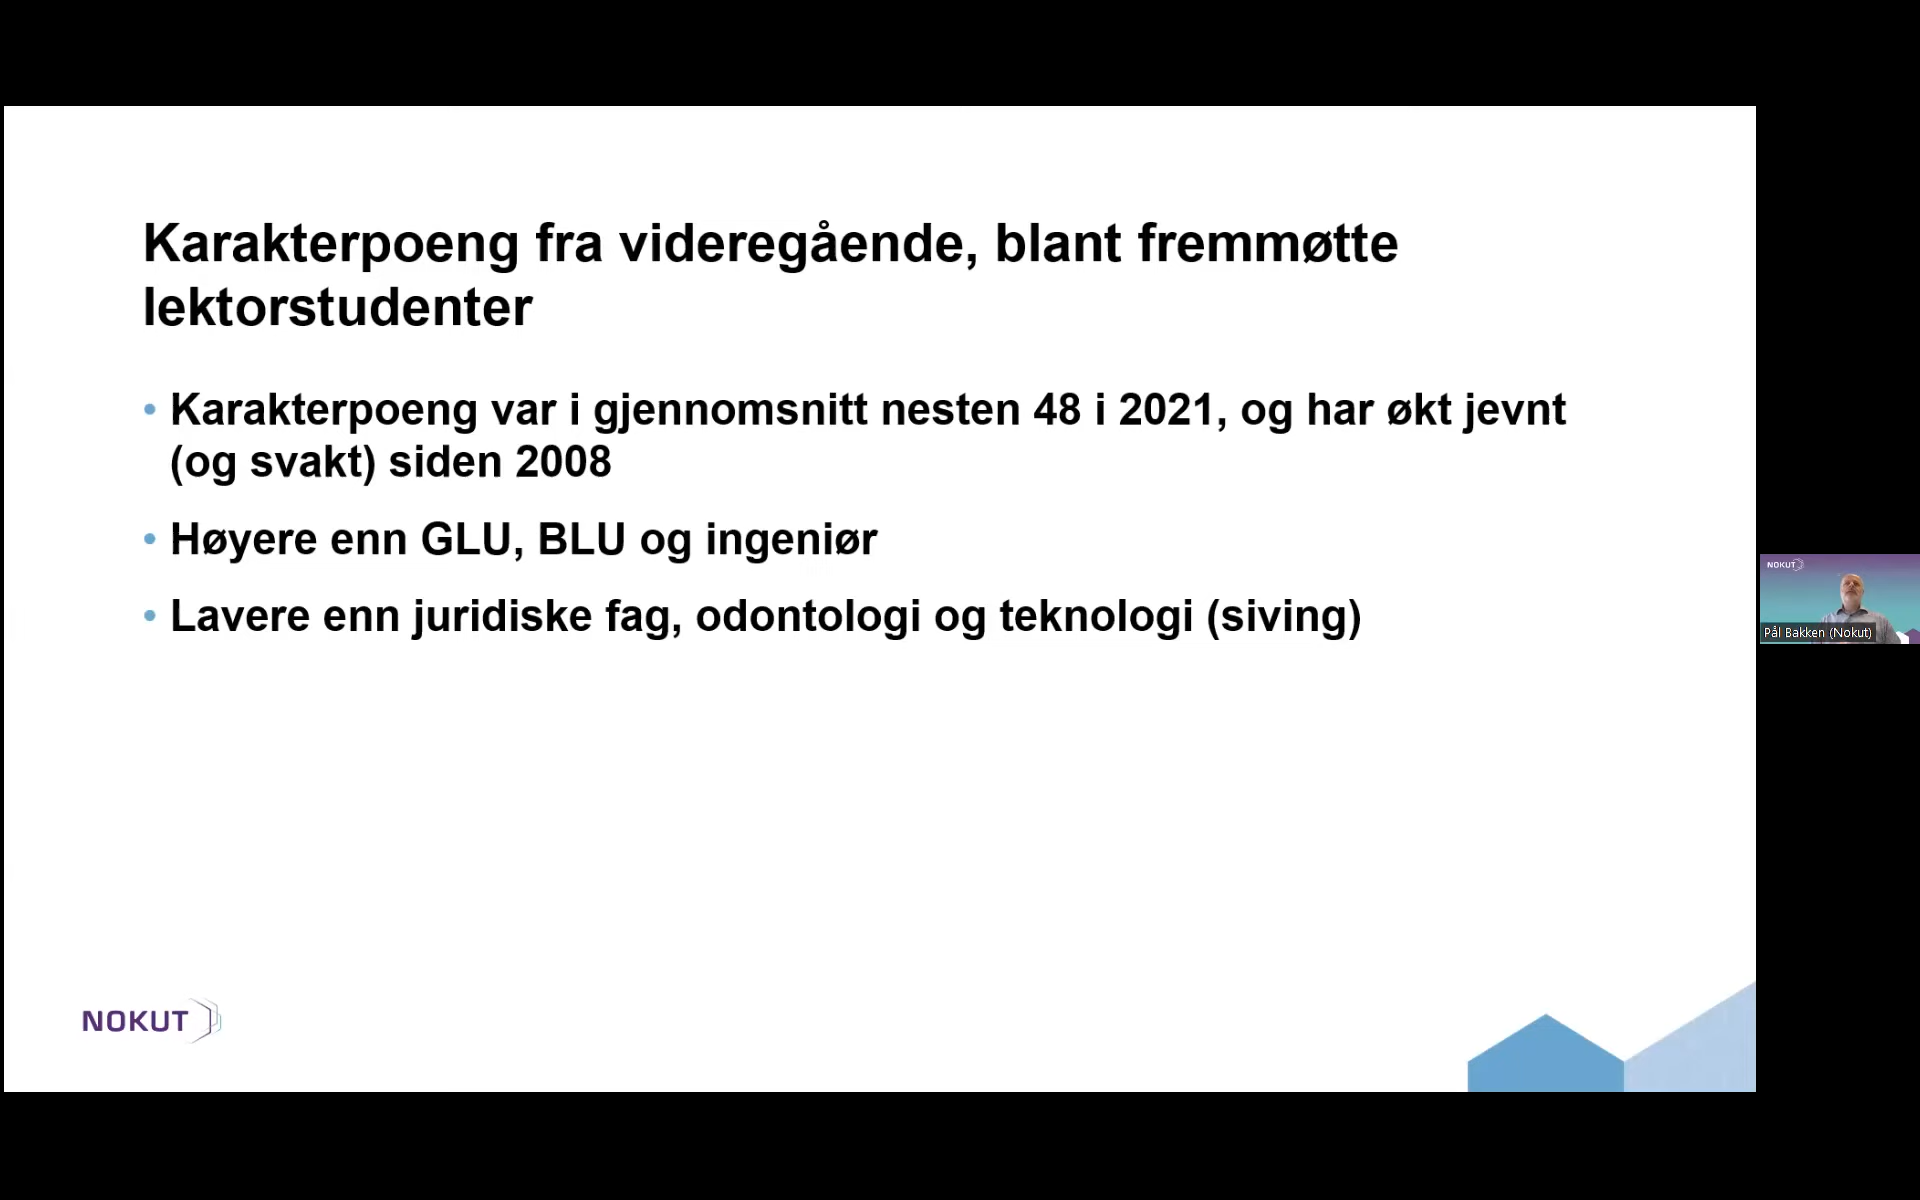 Karakterpoeng fra videregående, blant fremmøtte
lektorstudenter
• Karakterpoeng var i gjennomsnitt nesten 48 i 2021, og har økt jevnt
(og svakt) siden 2008
• Høyere enn GLU, BLU og ingeniør
• Lavere enn juridiske fag, odontologi og teknologi (siving)
NOKUT
Pål Bakken (Nokut)
NOKUT